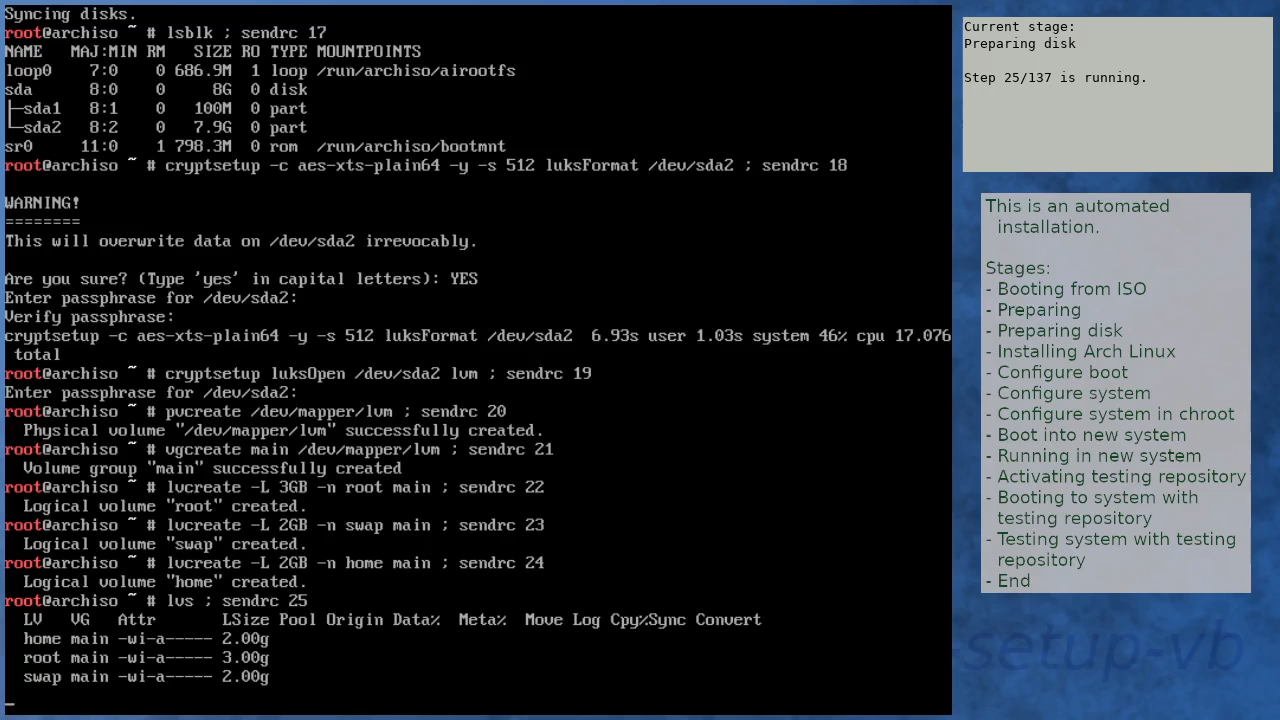 Syncing disks.
root@archiso ~ # lsblk ; sendrc 17
NAME   MAJ:MIN RM   SIZE RO TYPE MOUNTPOINTS
loop0    7:0    0 686.9M  1 loop /run/archiso/airootfs
sda      8:0    0     8G  0 disk
├─sda1   8:1    0   100M  0 part
└─sda2   8:2    0   7.9G  0 part
sr0     11:0    1 798.3M  0 rom  /run/archiso/bootmnt
root@archiso ~ # cryptsetup -c aes-xts-plain64 -y -s 512 luksFormat /dev/sda2 ; sendrc 18
WARNING!
========
This will overwrite data on /dev/sda2 irrevocably.
Are you sure? (Type 'yes' in capital letters): YES
Enter passphrase for /dev/sda2:
Verify passphrase:
cryptsetup -c aes-xts-plain64 -y -s 512 luksFormat /dev/sda2  6.93s user 1.03s system 46% cpu 17.076
 total
root@archiso ~ # cryptsetup luksOpen /dev/sda2 lvm ; sendrc 19
Enter passphrase for /dev/sda2:
root@archiso ~ # pvcreate /dev/mapper/lvm ; sendrc 20
  Physical volume "/dev/mapper/lvm" successfully created.
root@archiso ~ # vgcreate main /dev/mapper/lvm ; sendrc 21
  Volume group "main" successfully created
root@archiso ~ # lvcreate -L 3GB -n root main ; sendrc 22
  Logical volume "root" created.
root@archiso ~ # lvcreate -L 2GB -n swap main ; sendrc 23
  Logical volume "swap" created.
root@archiso ~ # lvcreate -L 2GB -n home main ; sendrc 24
  Logical volume "home" created.
root@archiso ~ # lvs ; sendrc 25
  LV   VG   Attr       LSize Pool Origin Data%  Meta%  Move Log Cpy%Sync Convert
  home main -wi-a----- 2.00g
  root main -wi-a----- 3.00g
  swap main -wi-a----- 2.00g
Current stage:
Preparing disk
Step 25/137 is running.
This is an automated
installation.
Stages:
- Booting from ISO
- Preparing
- Preparing disk
- Installing Arch Linux
- Configure boot
- Configure system
- Configure system in chroot
- Boot into new system
- Running in new system
- Activating testing repository
- Booting to system with
testing repository
- Testing system with testing
repository
- End
setup-vb